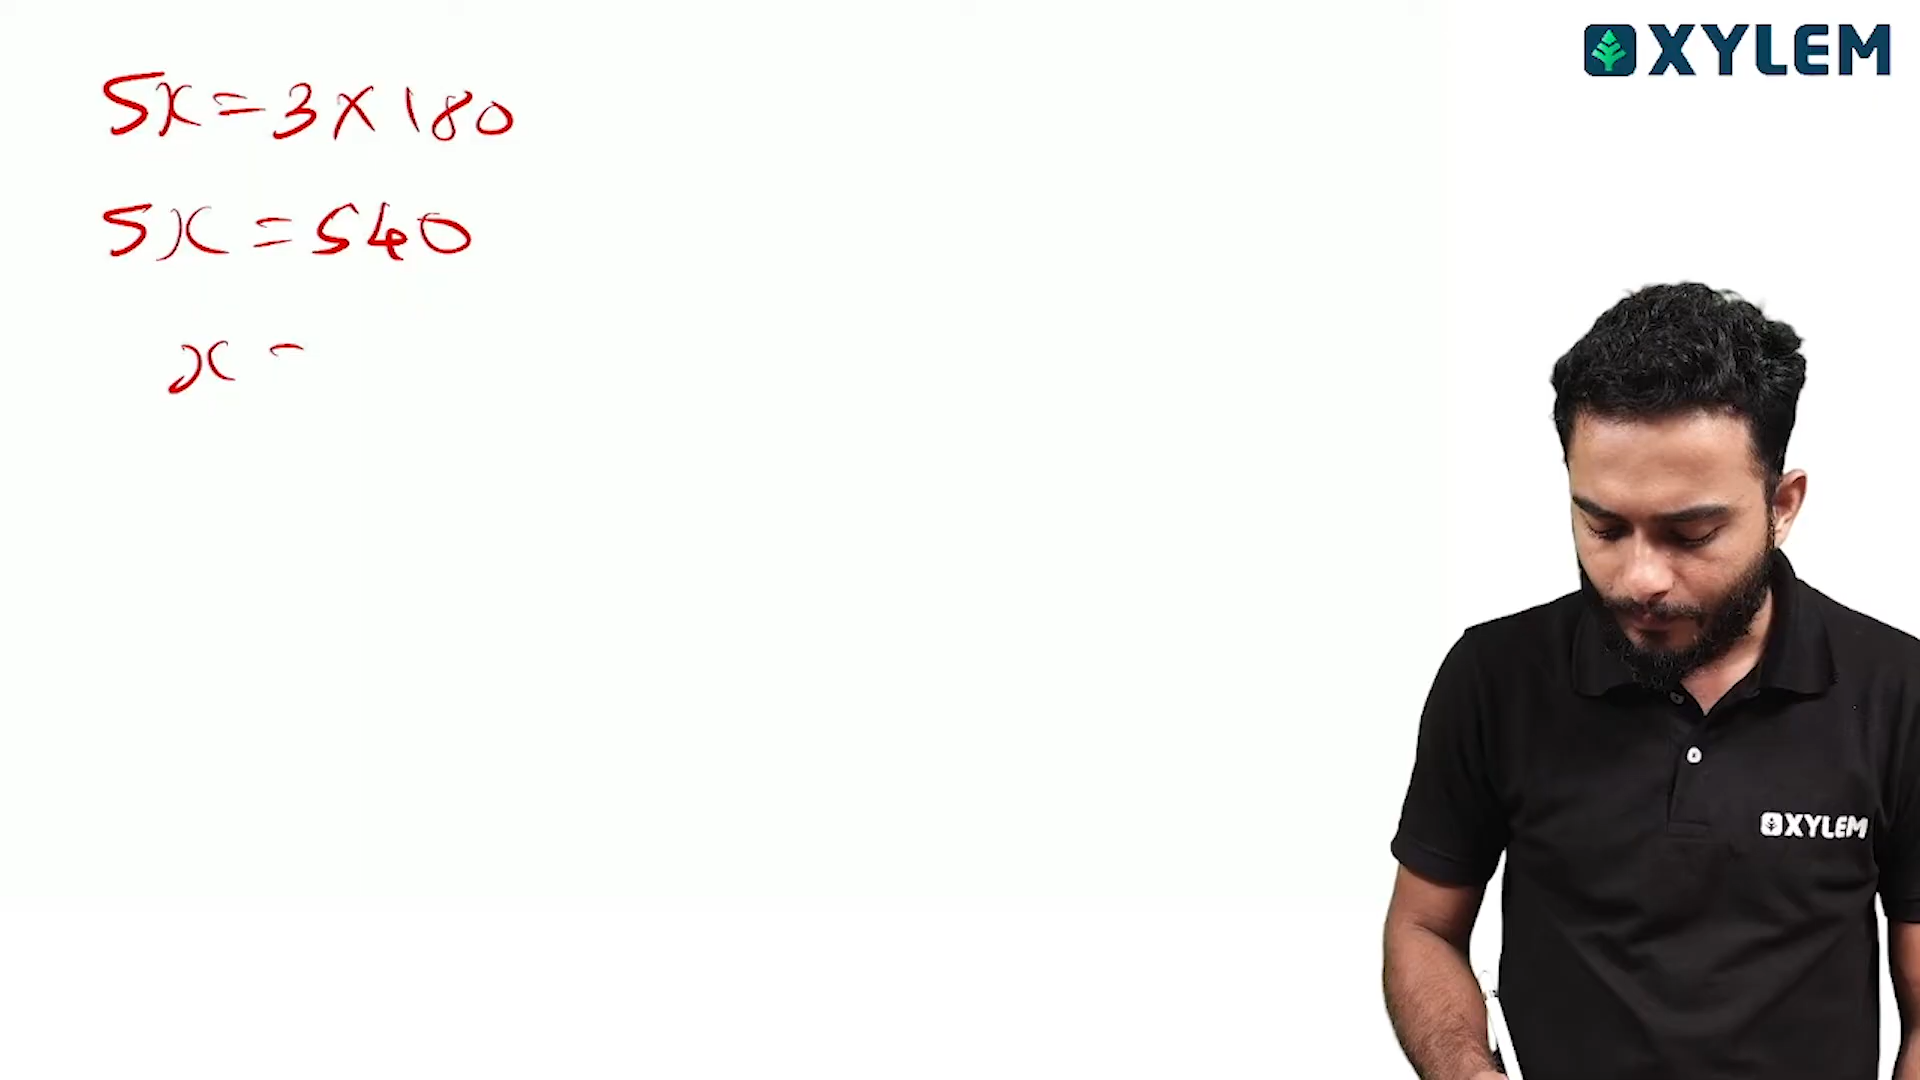 XYLEM
5x = 3 × 180
5x = 540
x =
XYLEM